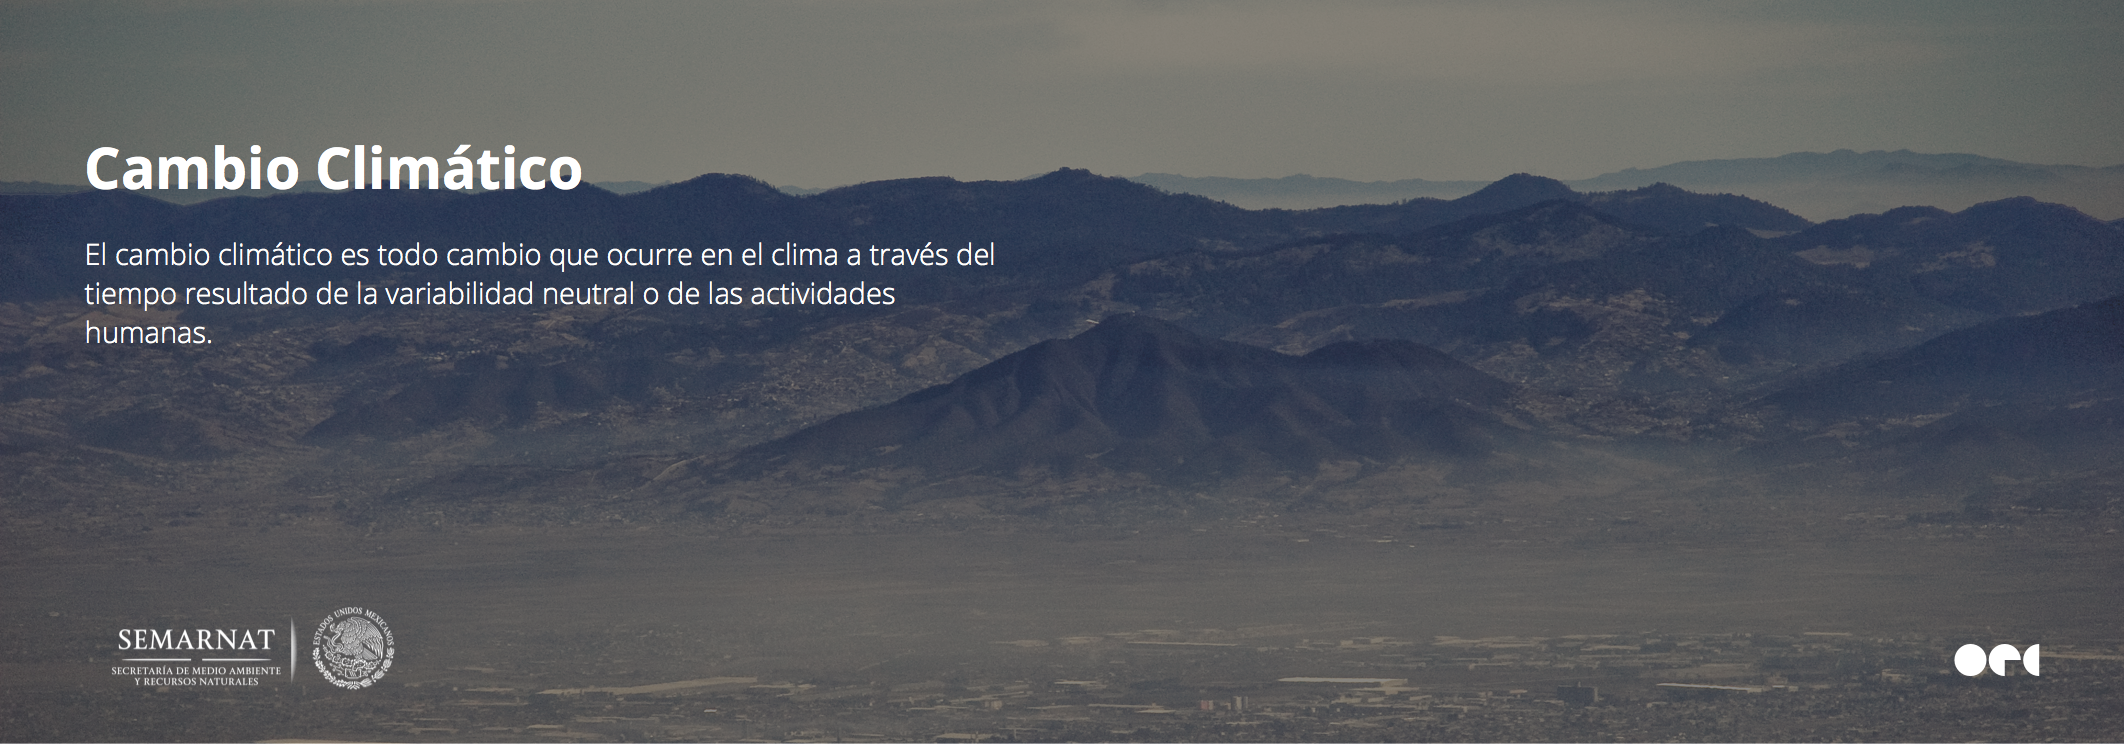 Cambio Climático
El cambio climático es todo cambio que ocurre en el clima a través del
tiempo resultado de la variabilidad neutral o de las actividades
humanas.
SEMARNAT
SECRETARÍA DE MEDIO AMBIENTE
Y RECURSOS NATURALES
ESTADOS UNIDOS MEXICANOS
oec